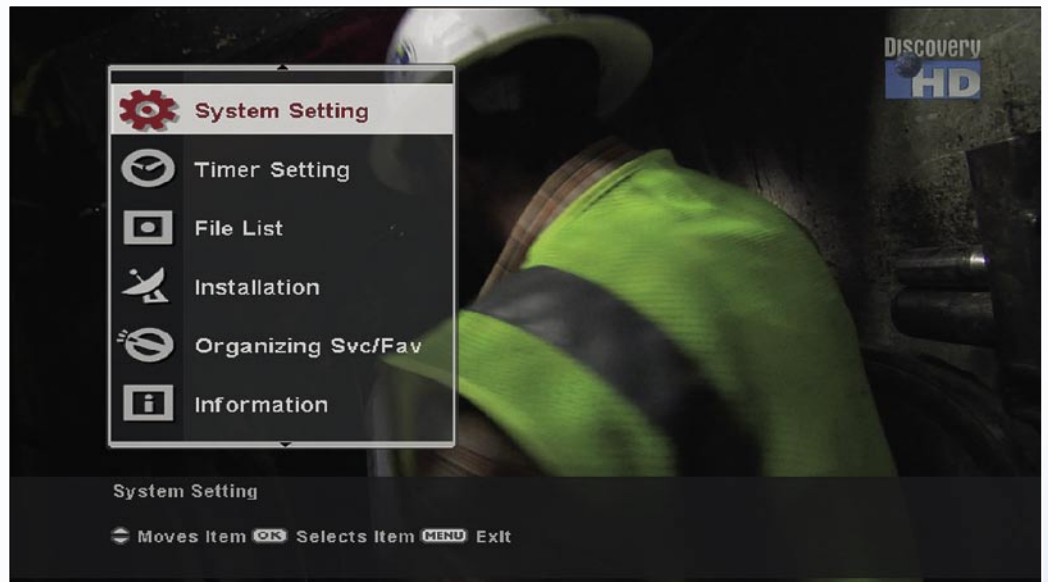 Discovery
HD
System Setting
Timer Setting
File List
Installation
Organizing Svc/Fav
Information
System Setting
Moves Item OK Selects Item MENU Exit